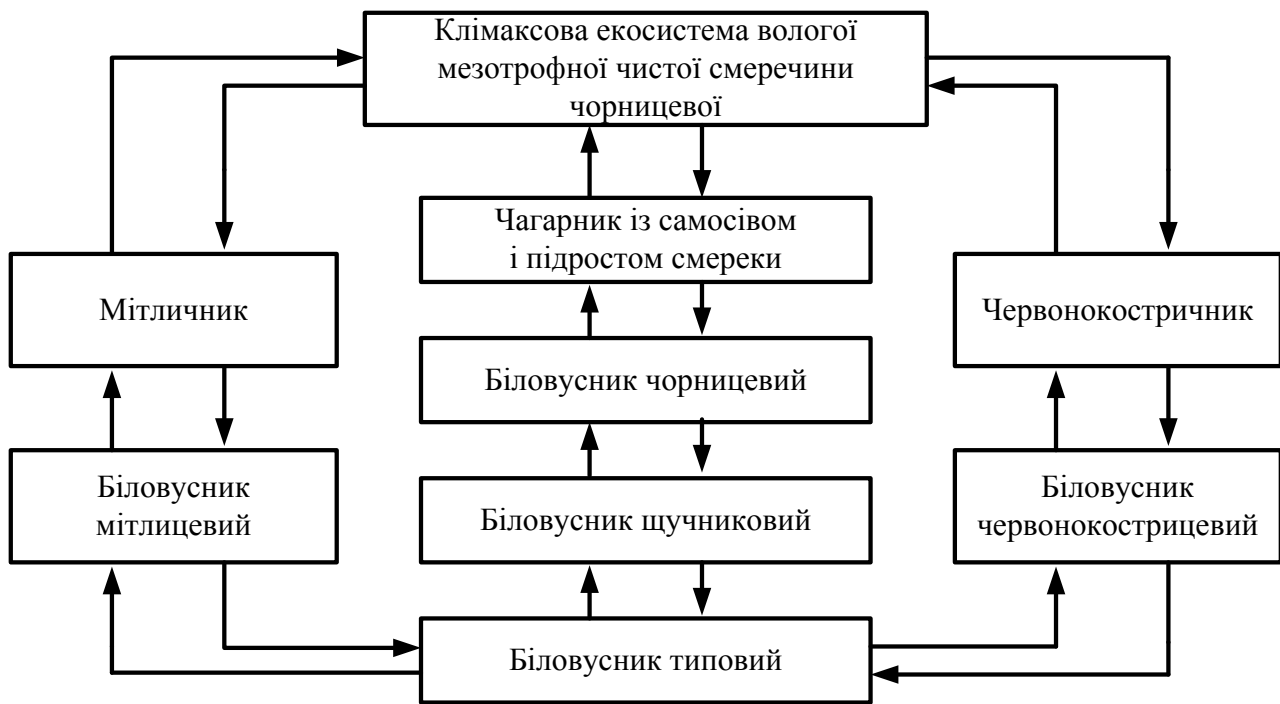 Клімаксова екосистема вологої
мезотрофної чистої смеречини
чорницевої
Чагарник із самосівом
і підростом смереки
Мітличник
Червонокостричник
Біловусник чорницевий
Біловусник
мітлицевий
Біловусник щучниковий
Біловусник
червонокострицевий
Біловусник типовий